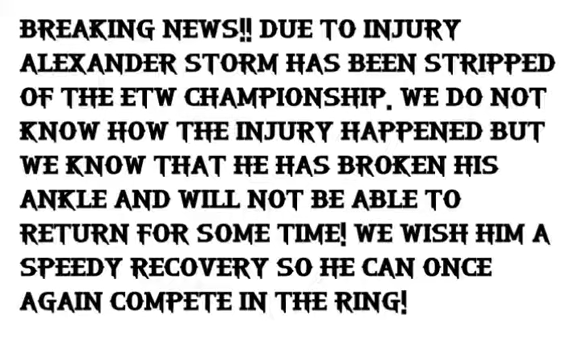 BREAKING NEWS!! DUE TO INJURY
ALEXANDER STORM HAS BEEN STRIPPED
OF THE ETW CHAMPIONSHIP. WE DO NOT
KNOW HOW THE INJURY HAPPENED BUT
WE KNOW THAT HE HAS BROKEN HIS
ANKLE AND WILL NOT BE ABLE TO
RETURN FOR SOME TIME! WE WISH HIM A
SPEEDY RECOVERY SO HE CAN ONCE
AGAIN COMPETE IN THE RING!